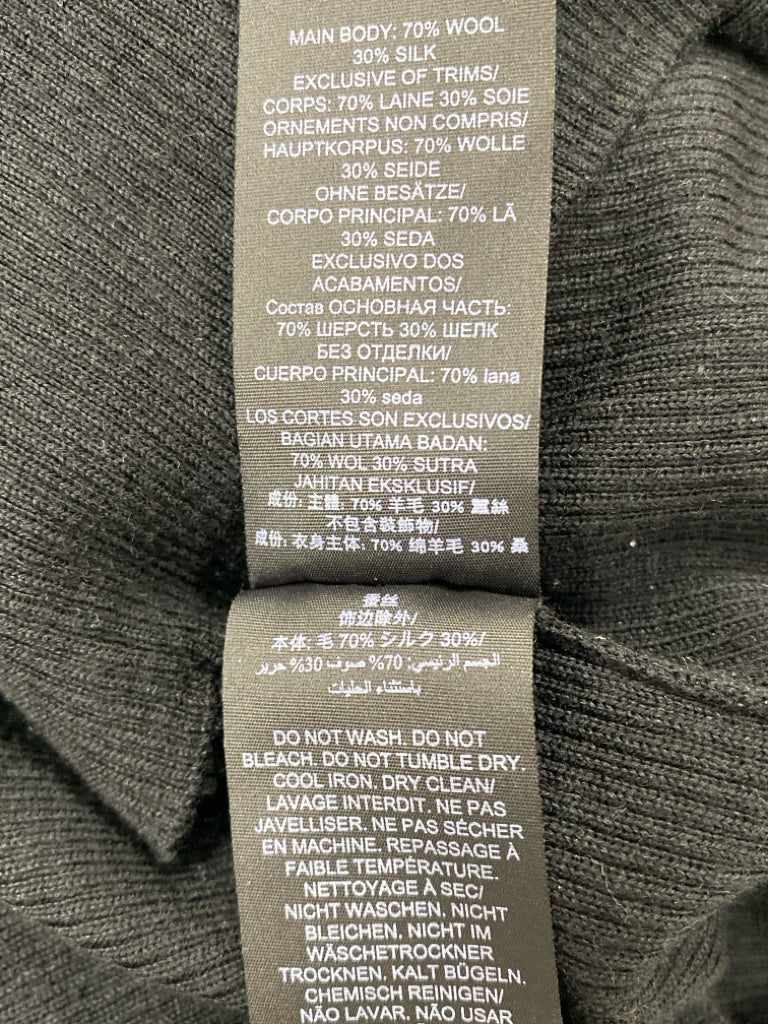 MAIN BODY: 70% WOOL
30% SILK
EXCLUSIVE OF TRIMS/
CORPS: 70% LAINE 30% SOIE
ORNEMENTS NON COMPRIS/
HAUPTKORPUS: 70% WOLLE
30% SEIDE
OHNE BESÄTZE/
CORPO PRINCIPAL: 70% LÃ
30% SEDA
EXCLUSIVO DOS
ACABAMENTOS/
Состав ОСНОВНАЯ ЧАСТЬ:
70% ШЕРСТЬ 30% ШЕЛК
БЕЗ ОТДЕЛКИ/
CUERPO PRINCIPAL: 70% lana
30% seda
LOS CORTES SON EXCLUSIVOS/
BAGIAN UTAMA BADAN:
70% WOL 30% SUTRA
JAHITAN EKSKLUSIF/
成份: 主體: 70% 羊毛 30% 蠶絲
不包含裝飾物/
成份: 衣身主体: 70% 绵羊毛 30% 桑
蚕丝
饰边除外/
本体: 毛 70% シルク 30%/
الجسم الرئيسي: 70% صوف 30% حرير
باستثناء الحليات
DO NOT WASH. DO NOT
BLEACH. DO NOT TUMBLE DRY.
COOL IRON. DRY CLEAN/
LAVAGE INTERDIT. NE PAS
JAVELLISER. NE PAS SÉCHER
EN MACHINE. REPASSAGE À
FAIBLE TEMPÉRATURE.
NETTOYAGE À SEC/
NICHT WASCHEN. NICHT
BLEICHEN. NICHT IM
WÄSCHETROCKNER
TROCKNEN. KALT BÜGELN.
CHEMISCH REINIGEN/
NÃO LAVAR. NÃO USAR